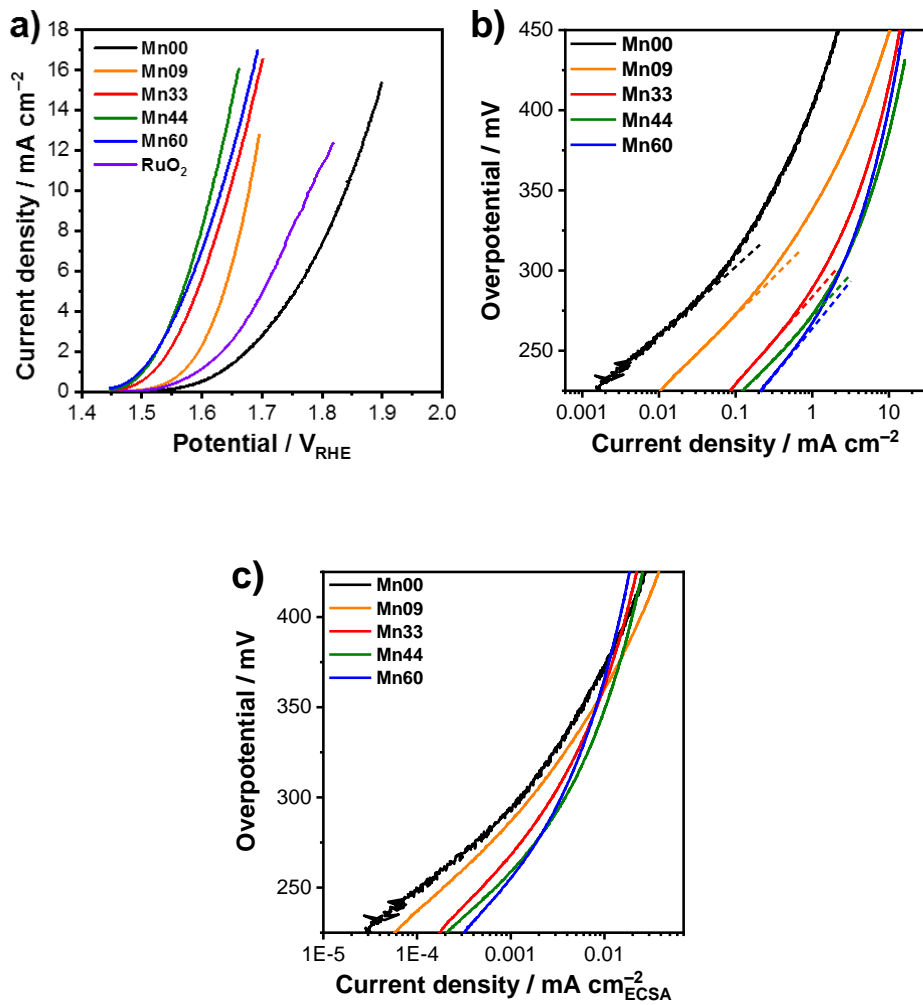 a)
18
16
14
12
10
8
6
4
2
0
Current density / mA cm⁻²
Mn00
Mn09
Mn33
Mn44
Mn60
RuO₂
1.4 1.5 1.6 1.7 1.8 1.9 2.0
Potential / V_RHE
b)
450
400
350
300
250
Overpotential / mV
Mn00
Mn09
Mn33
Mn44
Mn60
0.001 0.01 0.1 1 10
Current density / mA cm⁻²
c)
400
350
300
250
Overpotential / mV
Mn00
Mn09
Mn33
Mn44
Mn60
1E-5 1E-4 0.001 0.01
Current density / mA cm⁻²_ECSA